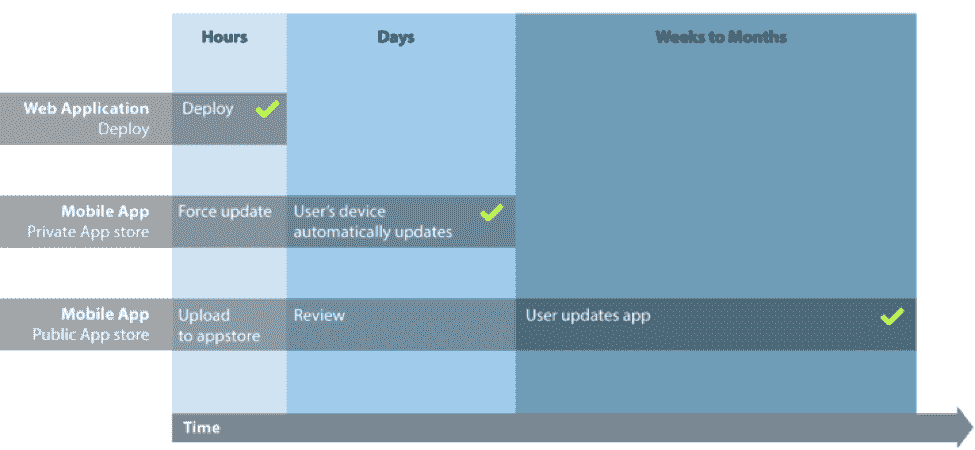 Hours
Days
Weeks to Months
Web Application
Deploy
Deploy
Mobile App
Private App store
Force update
User's device
automatically updates
Mobile App
Public App store
Upload
to appstore
Review
User updates app
Time